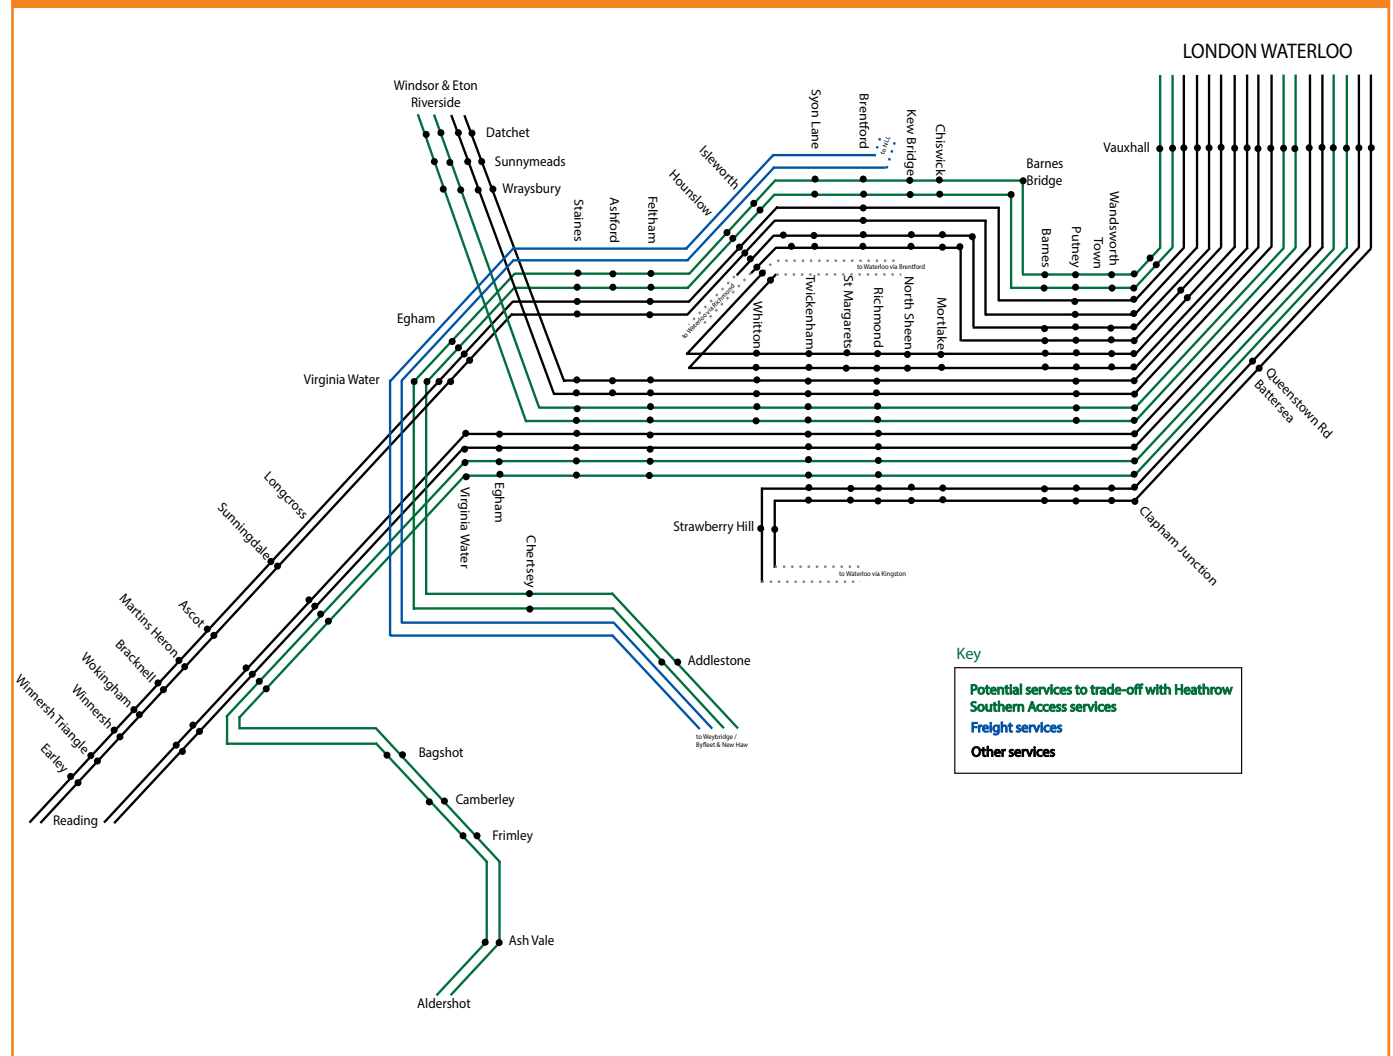 LONDON WATERLOO
Windsor & Eton
Riverside
Datchet
Sunnymeads
Wraysbury
Staines
Ashford
Feltham
Hounslow
Isleworth
Syon Lane
Brentford
Kew Bridge
Chiswick
Barnes
Bridge
Vauxhall
Barnes
Putney
Wandsworth
Town
to Waterloo via Brentford
to Waterloo via Richmond
Whitton
Twickenham
St Margarets
Richmond
North Sheen
Mortlake
Egham
Virginia Water
Queenstown Rd
Battersea
Longcross
Sunningdale
Virginia Water
Egham
Chertsey
Strawberry Hill
to Waterloo via Kingston
Clapham Junction
Ascot
Martins Heron
Bracknell
Wokingham
Winnersh
Winnersh Triangle
Earley
Reading
Addlestone
to Weybridge /
Byfleet & New Haw
Bagshot
Camberley
Frimley
Ash Vale
Aldershot
Key
Potential services to trade-off with Heathrow
Southern Access services
Freight services
Other services